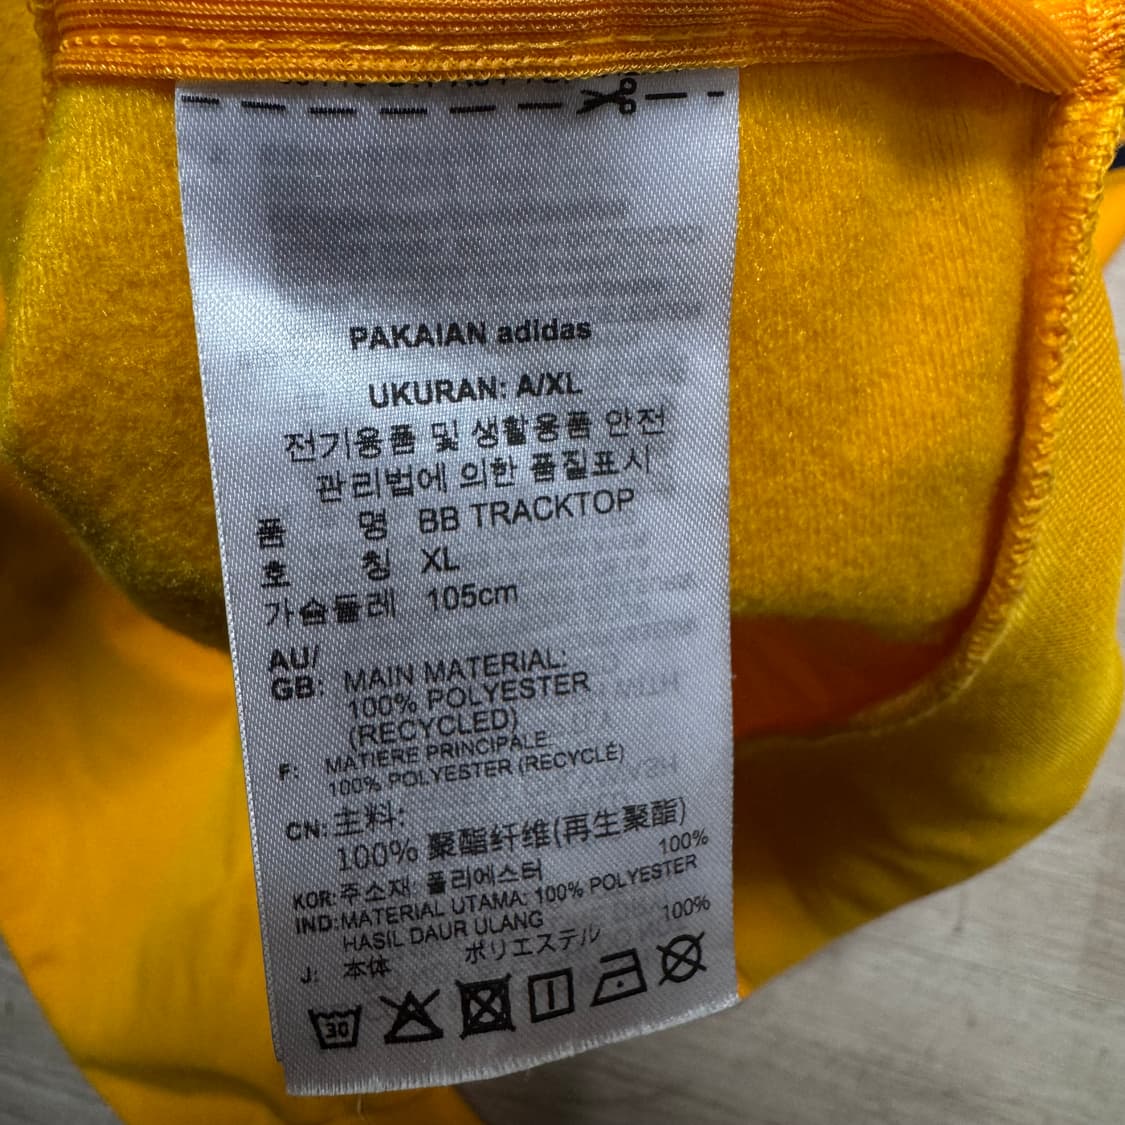 PAKAIAN adidas
UKURAN: A/XL
전기용품 및 생활용품 안전
관리법에 의한 품질표시
품 명 BB TRACKTOP
호 칭 XL
가슴둘레 105cm
AU/
GB: MAIN MATERIAL:
100% POLYESTER
(RECYCLED)
F: MATIERE PRINCIPALE:
100% POLYESTER (RECYCLÉ)
CN: 主料:
100% 聚酯纤维(再生聚酯)
KOR: 주소재: 폴리에스터 100%
IND: MATERIAL UTAMA: 100% POLYESTER
HASIL DAUR ULANG
J: 本体 ポリエステル 100%
30